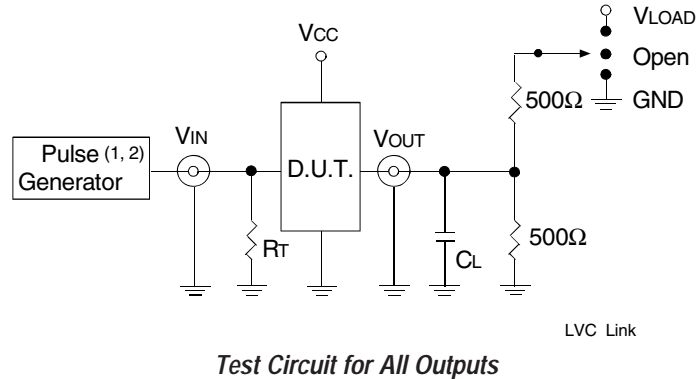 VLOAD
VCC
Open
500Ω
GND
VIN
VOUT
Pulse (1, 2)
Generator
D.U.T.
RT
CL
500Ω
LVC Link
Test Circuit for All Outputs